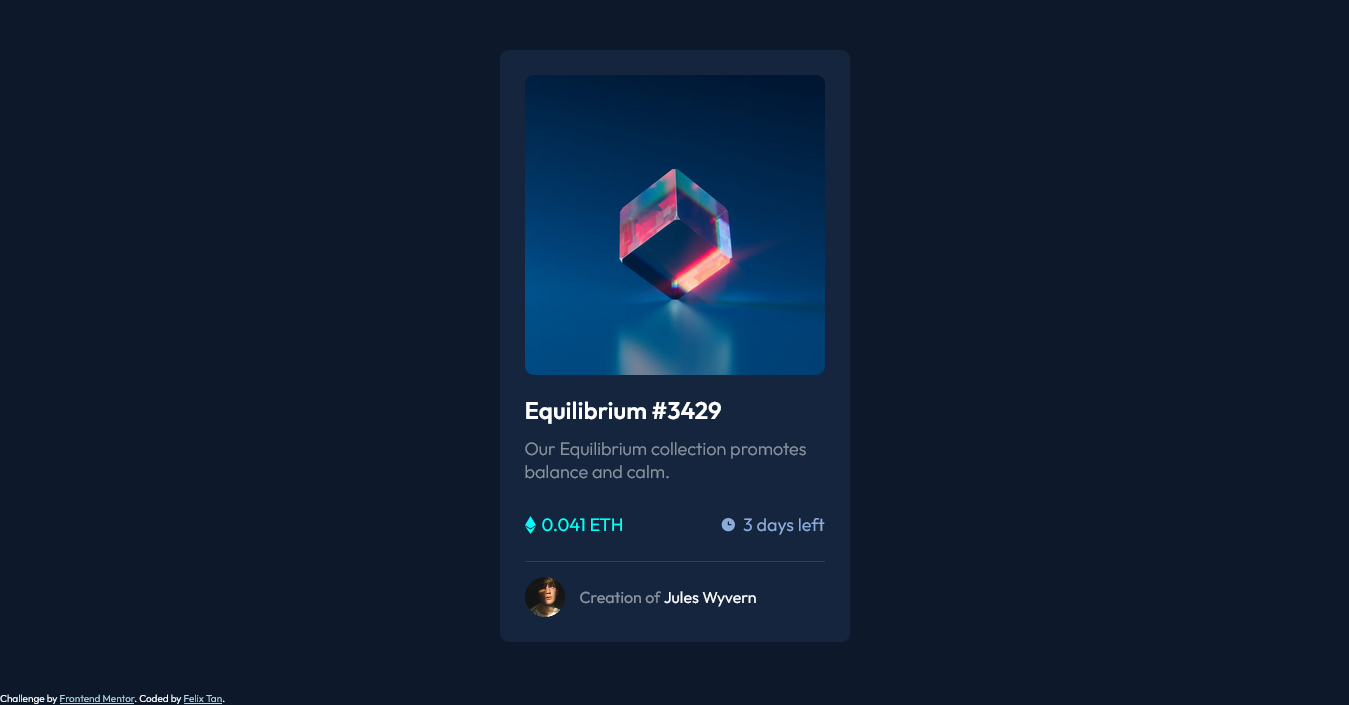 Equilibrium #3429
Our Equilibrium collection promotes
balance and calm.
0.041 ETH
3 days left
Creation of Jules Wyvern
Challenge by Frontend Mentor. Coded by Felix Tan.